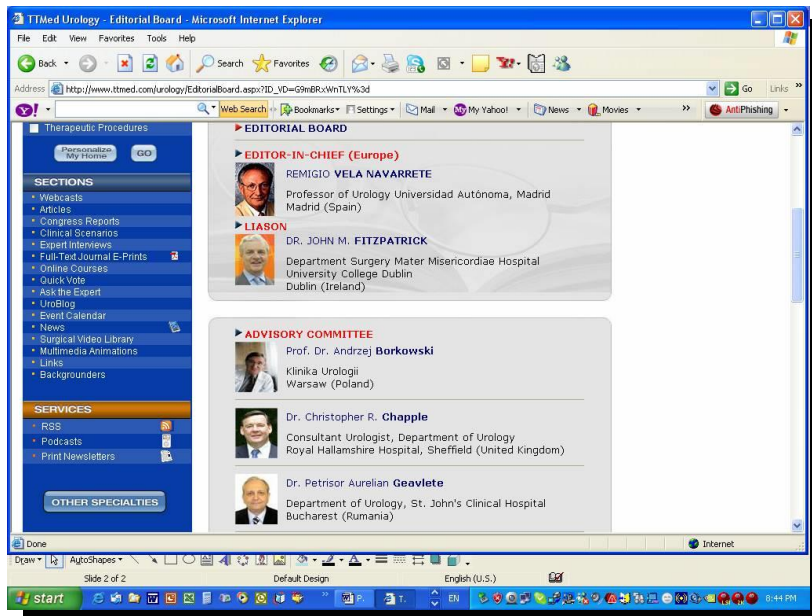 TTMed Urology - Editorial Board - Microsoft Internet Explorer
File Edit View Favorites Tools Help
Back Search Favorites
Address http://www.ttmed.com/urology/EditorialBoard.aspx?ID_VD=G9mBRxWnTLY%3d Go Links »
Y! Web Search Bookmarks Settings Mail My Yahoo! News Movies » AntiPhishing
Therapeutic Procedures
Personalize My Home GO
SECTIONS
Webcasts
Articles
Congress Reports
Clinical Scenarios
Expert Interviews
Full-Text Journal E-Prints
Online Courses
Quick Vote
Ask the Expert
UroBlog
Event Calendar
News
Surgical Video Library
Multimedia Animations
Links
Backgrounders
SERVICES
RSS
Podcasts
Print Newsletters
OTHER SPECIALTIES
EDITORIAL BOARD
EDITOR-IN-CHIEF (Europe)
REMIGIO VELA NAVARRETE
Professor of Urology Universidad Autónoma, Madrid
Madrid (Spain)
LIASON
DR. JOHN M. FITZPATRICK
Department Surgery Mater Misericordiae Hospital
University College Dublin
Dublin (Ireland)
ADVISORY COMMITTEE
Prof. Dr. Andrzej Borkowski
Klinika Urologii
Warsaw (Poland)
Dr. Christopher R. Chapple
Consultant Urologist, Department of Urology
Royal Hallamshire Hospital, Sheffield (United Kingdom)
Dr. Petrisor Aurelian Geavlete
Department of Urology, St. John's Clinical Hospital
Bucharest (Rumania)
Done Internet
Draw AutoShapes
Slide 2 of 2 Default Design English (U.S.)
start » P. T. EN 8:44 PM